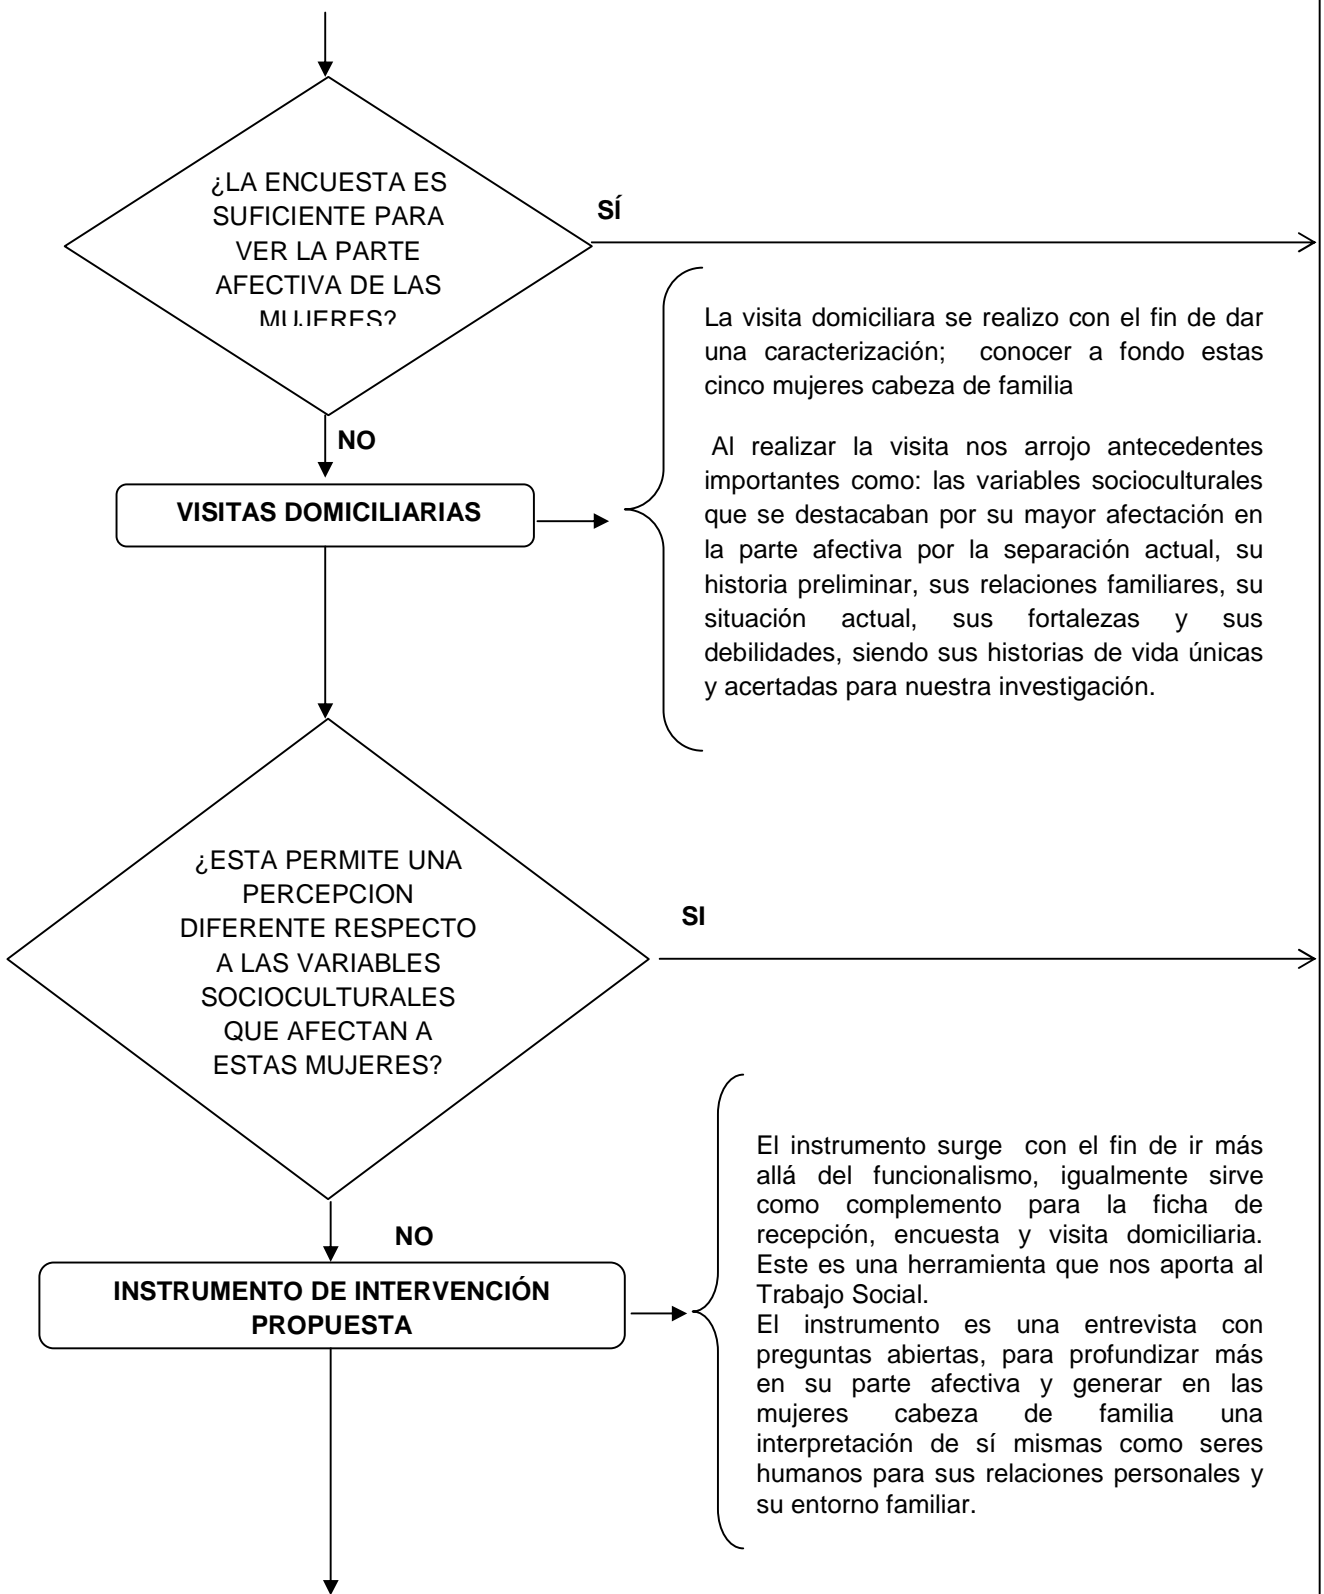 ¿LA ENCUESTA ES
SUFICIENTE PARA
VER LA PARTE
AFECTIVA DE LAS
MUJERES?
SÍ
La visita domiciliara se realizo con el fin de dar
una caracterización; conocer a fondo estas
cinco mujeres cabeza de familia
Al realizar la visita nos arrojo antecedentes
importantes como: las variables socioculturales
que se destacaban por su mayor afectación en
la parte afectiva por la separación actual, su
historia preliminar, sus relaciones familiares, su
situación actual, sus fortalezas y sus
debilidades, siendo sus historias de vida únicas
y acertadas para nuestra investigación.
NO
VISITAS DOMICILIARIAS
¿ESTA PERMITE UNA
PERCEPCION
DIFERENTE RESPECTO
A LAS VARIABLES
SOCIOCULTURALES
QUE AFECTAN A
ESTAS MUJERES?
SI
NO
INSTRUMENTO DE INTERVENCIÓN
PROPUESTA
El instrumento surge con el fin de ir más
allá del funcionalismo, igualmente sirve
como complemento para la ficha de
recepción, encuesta y visita domiciliaria.
Este es una herramienta que nos aporta al
Trabajo Social.
El instrumento es una entrevista con
preguntas abiertas, para profundizar más
en su parte afectiva y generar en las
mujeres cabeza de familia una
interpretación de sí mismas como seres
humanos para sus relaciones personales y
su entorno familiar.